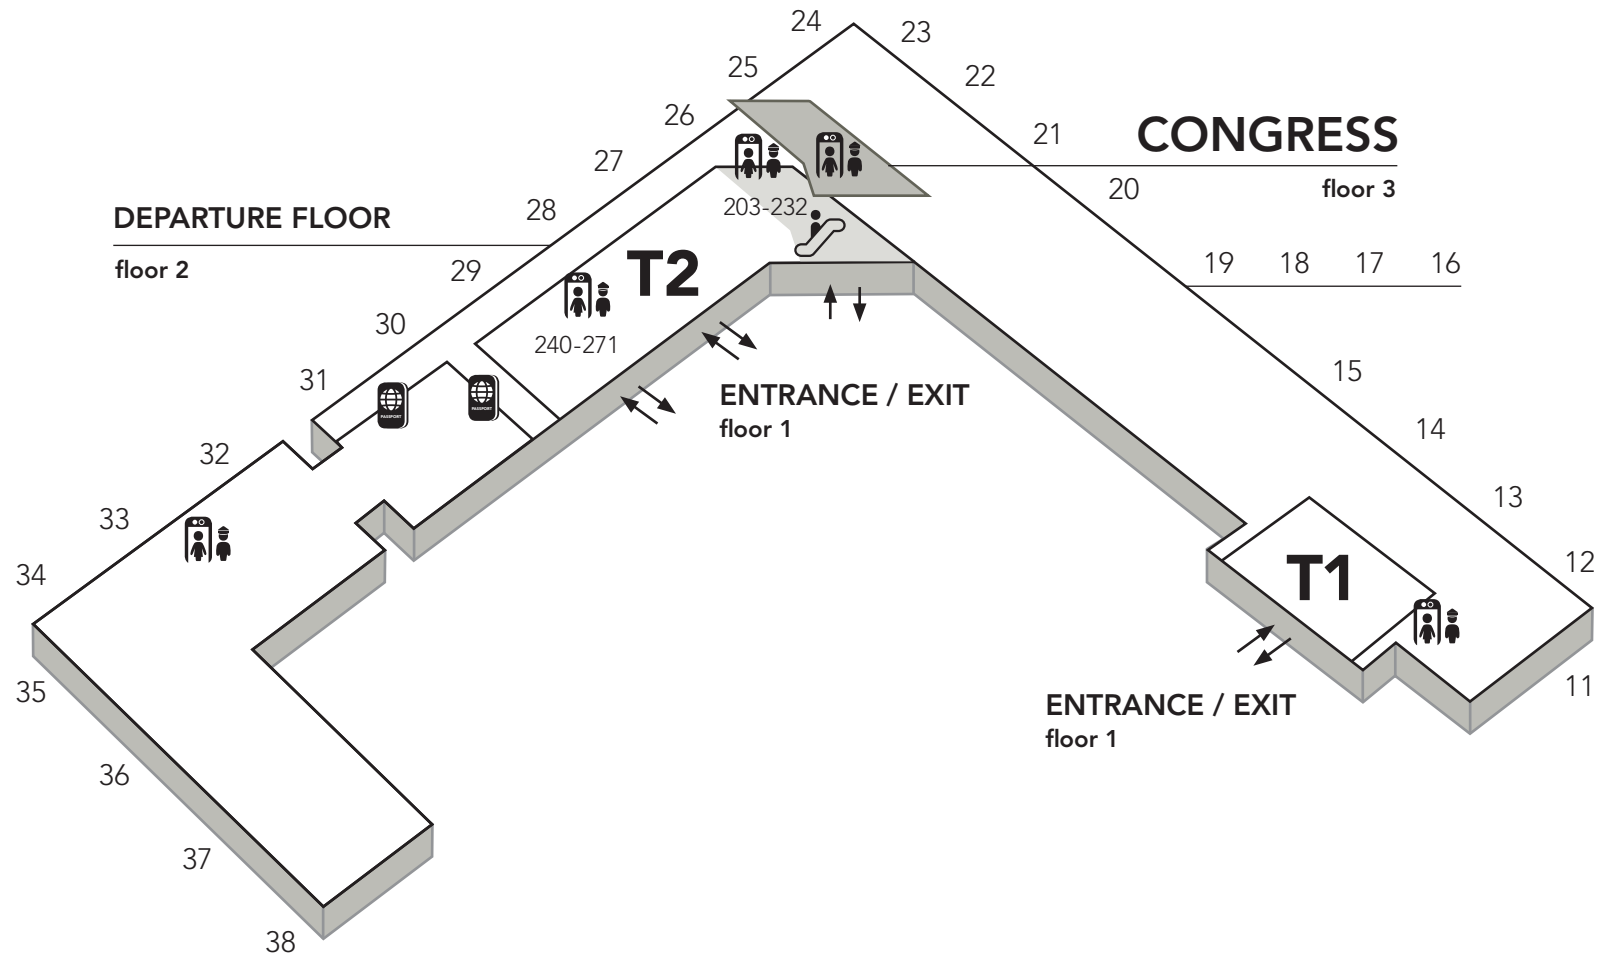 24
23
25
22
26
21
CONGRESS
27
20
floor 3
203-232
DEPARTURE FLOOR
28
floor 2
29
T2
19 18 17 16
30
240-271
31
PASSPORT
PASSPORT
15
ENTRANCE / EXIT
floor 1
14
32
13
33
12
34
T1
35
11
ENTRANCE / EXIT
floor 1
36
37
38